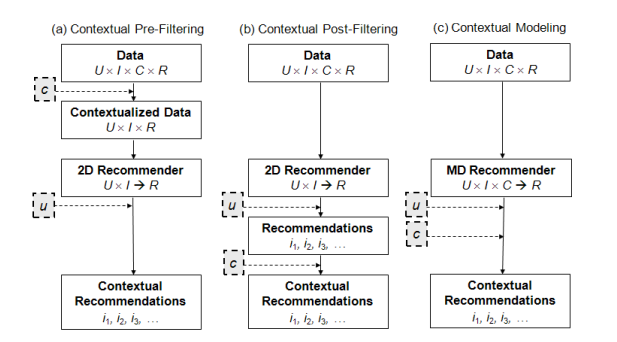 (a) Contextual Pre-Filtering
Data
U × I × C × R
c
Contextualized Data
U × I × R
2D Recommender
U × I → R
u
Contextual
Recommendations
i₁, i₂, i₃, …
(b) Contextual Post-Filtering
Data
U × I × C × R
2D Recommender
U × I → R
u
Recommendations
i₁, i₂, i₃, …
c
Contextual
Recommendations
i₁, i₂, i₃, …
(c) Contextual Modeling
Data
U × I × C × R
MD Recommender
U × I × C → R
u
c
Contextual
Recommendations
i₁, i₂, i₃, …